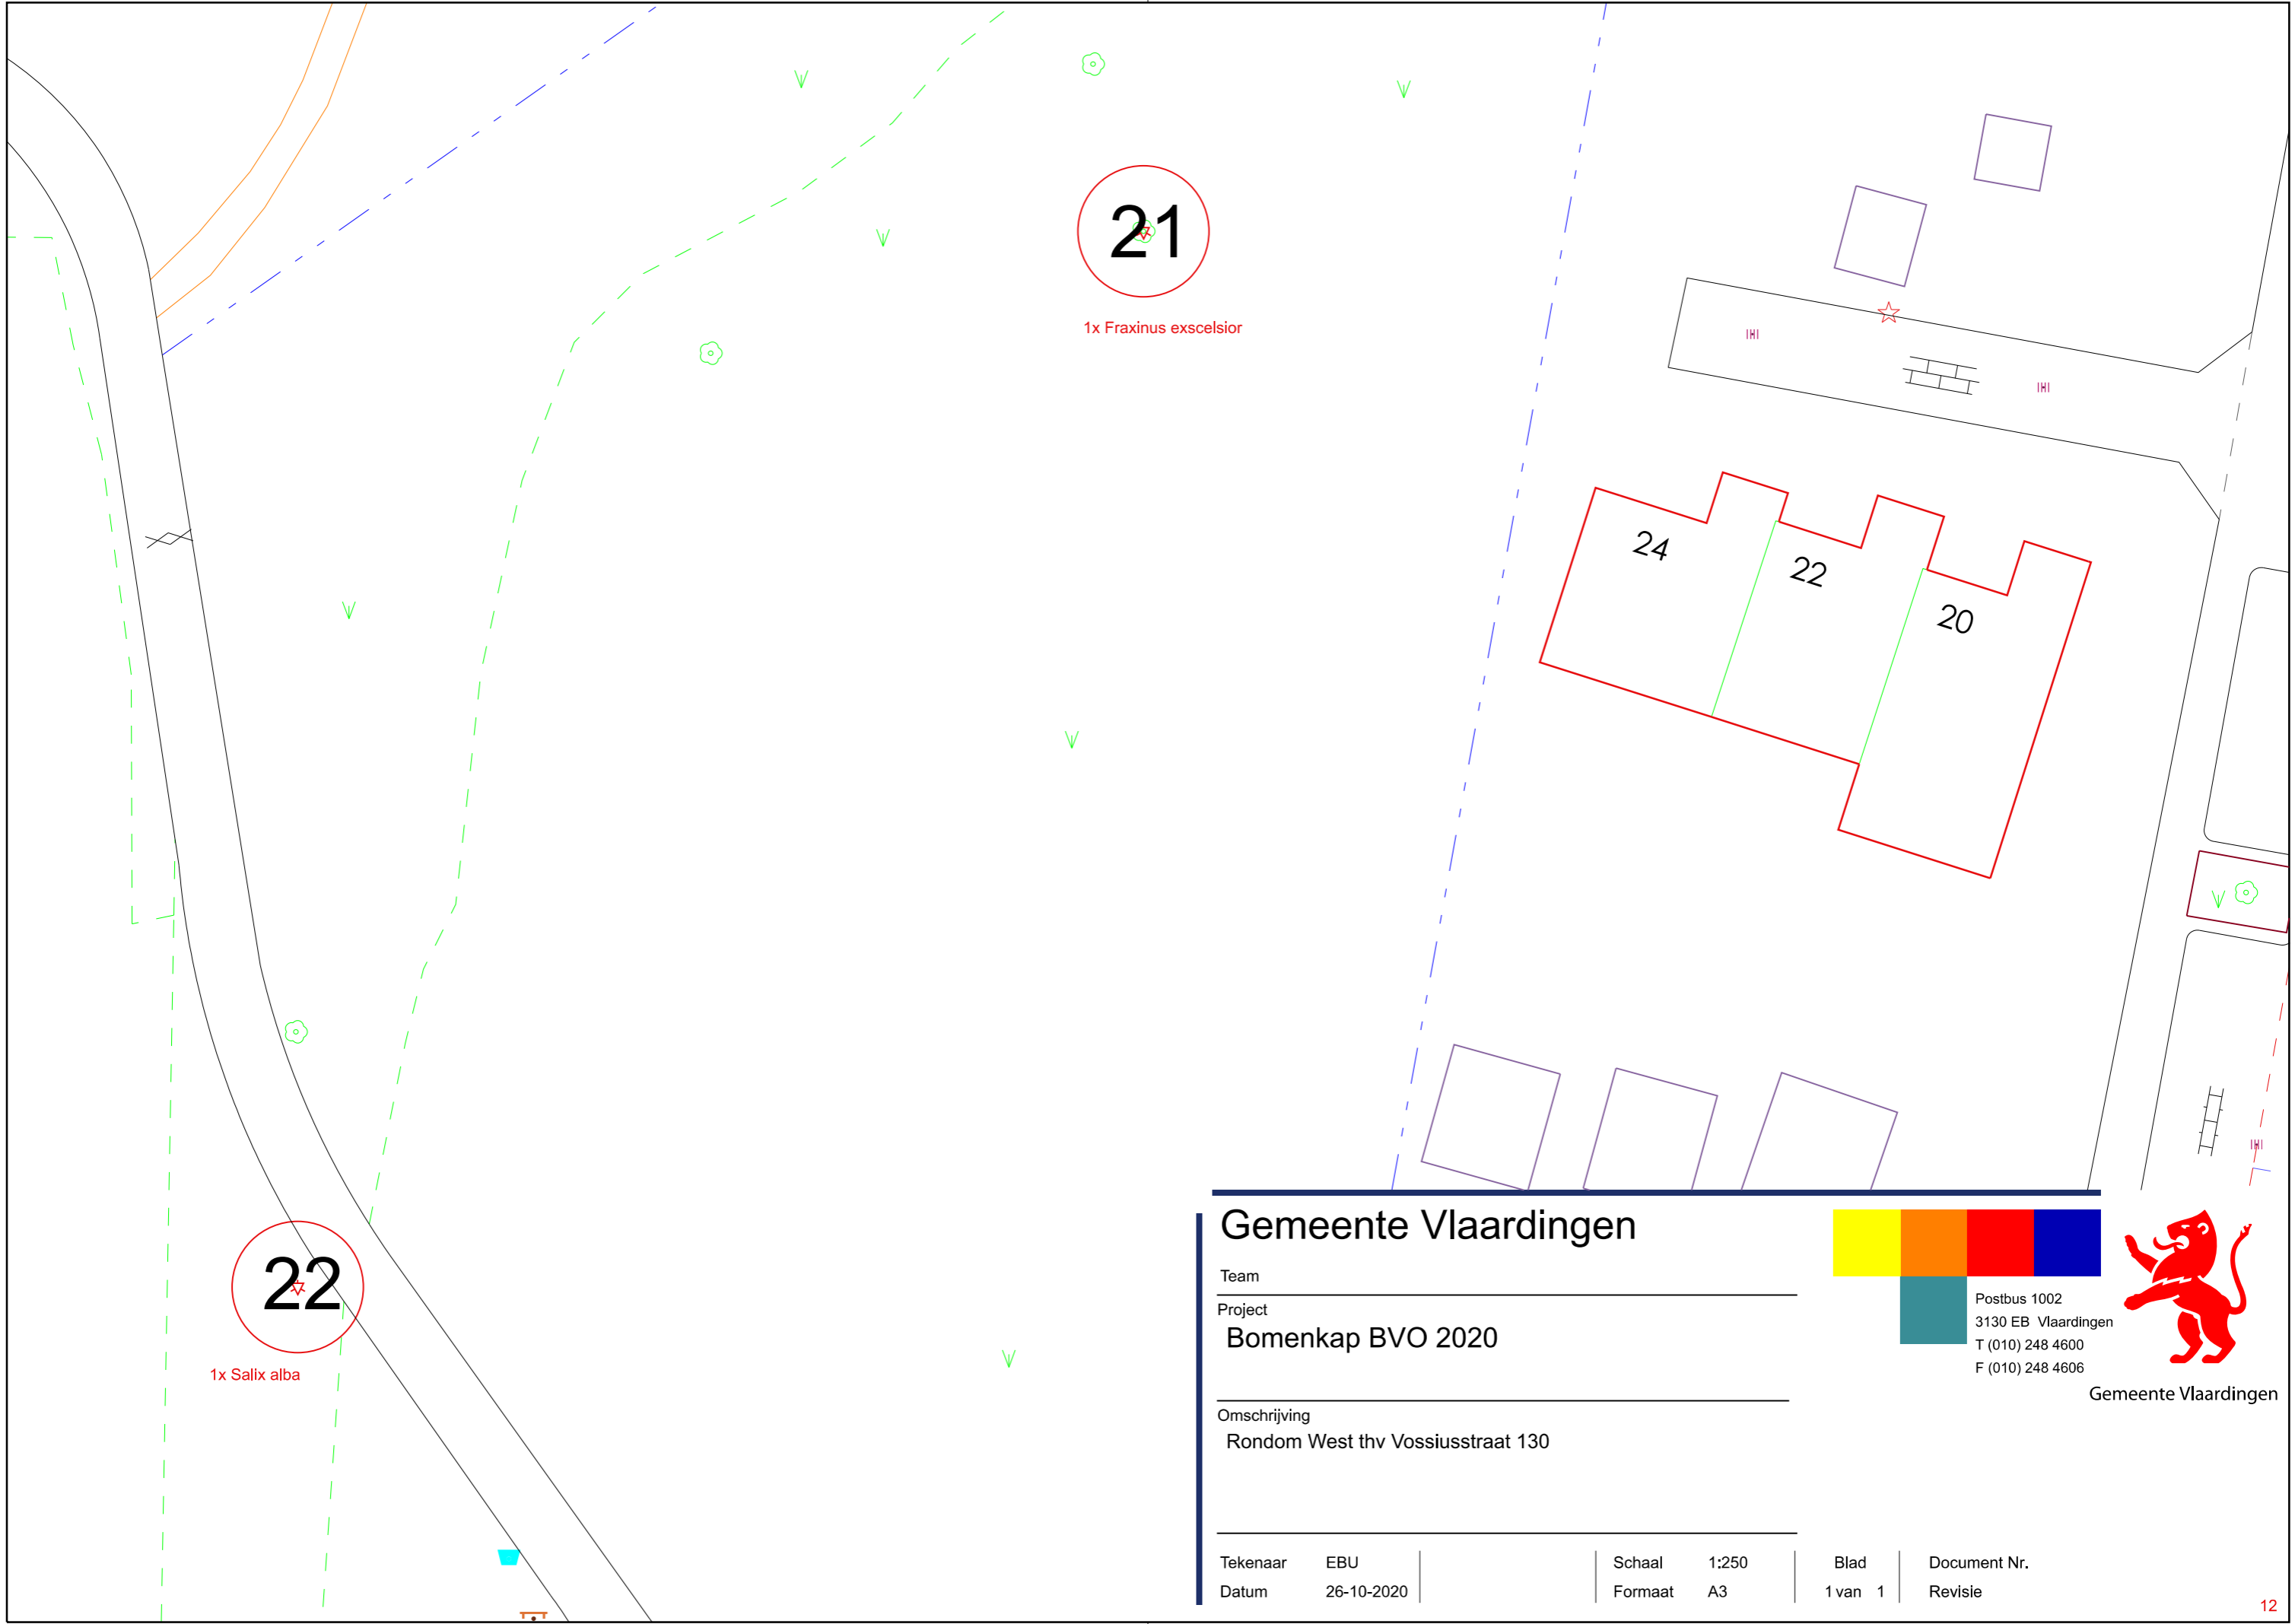 21
1x Fraxinus exscelsior
24
22
20
22
1x Salix alba
Gemeente Vlaardingen
Team
Project
Bomenkap BVO 2020
Omschrijving
Rondom West thv Vossiusstraat 130
Tekenaar EBU Schaal 1:250 Blad Document Nr.
Datum 26-10-2020 Formaat A3 1 van 1 Revisie
Postbus 1002
3130 EB Vlaardingen
T (010) 248 4600
F (010) 248 4606
Gemeente Vlaardingen
12